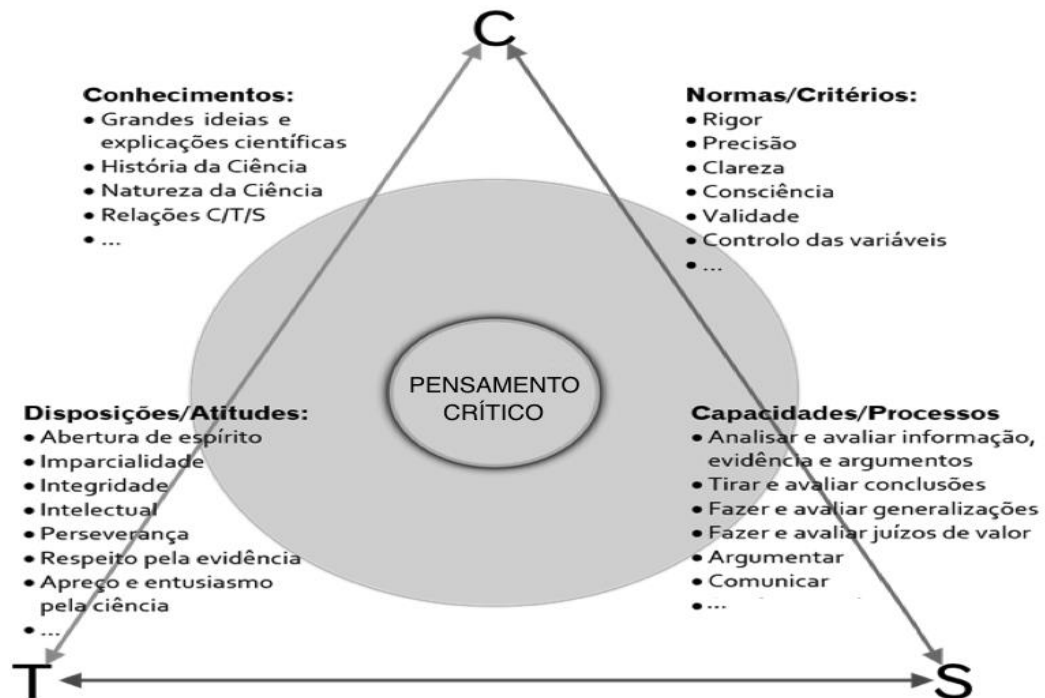 C
Conhecimentos:
• Grandes ideias e
explicações científicas
• História da Ciência
• Natureza da Ciência
• Relações C/T/S
• ...
Normas/Critérios:
• Rigor
• Precisão
• Clareza
• Consciência
• Validade
• Controlo das variáveis
• ...
PENSAMENTO
CRÍTICO
Disposições/Atitudes:
• Abertura de espírito
• Imparcialidade
• Integridade
• Intelectual
• Perseverança
• Respeito pela evidência
• Apreço e entusiasmo
pela ciência
• ...
Capacidades/Processos
• Analisar e avaliar informação,
evidência e argumentos
• Tirar e avaliar conclusões
• Fazer e avaliar generalizações
• Fazer e avaliar juízos de valor
• Argumentar
• Comunicar
• ...
T
S